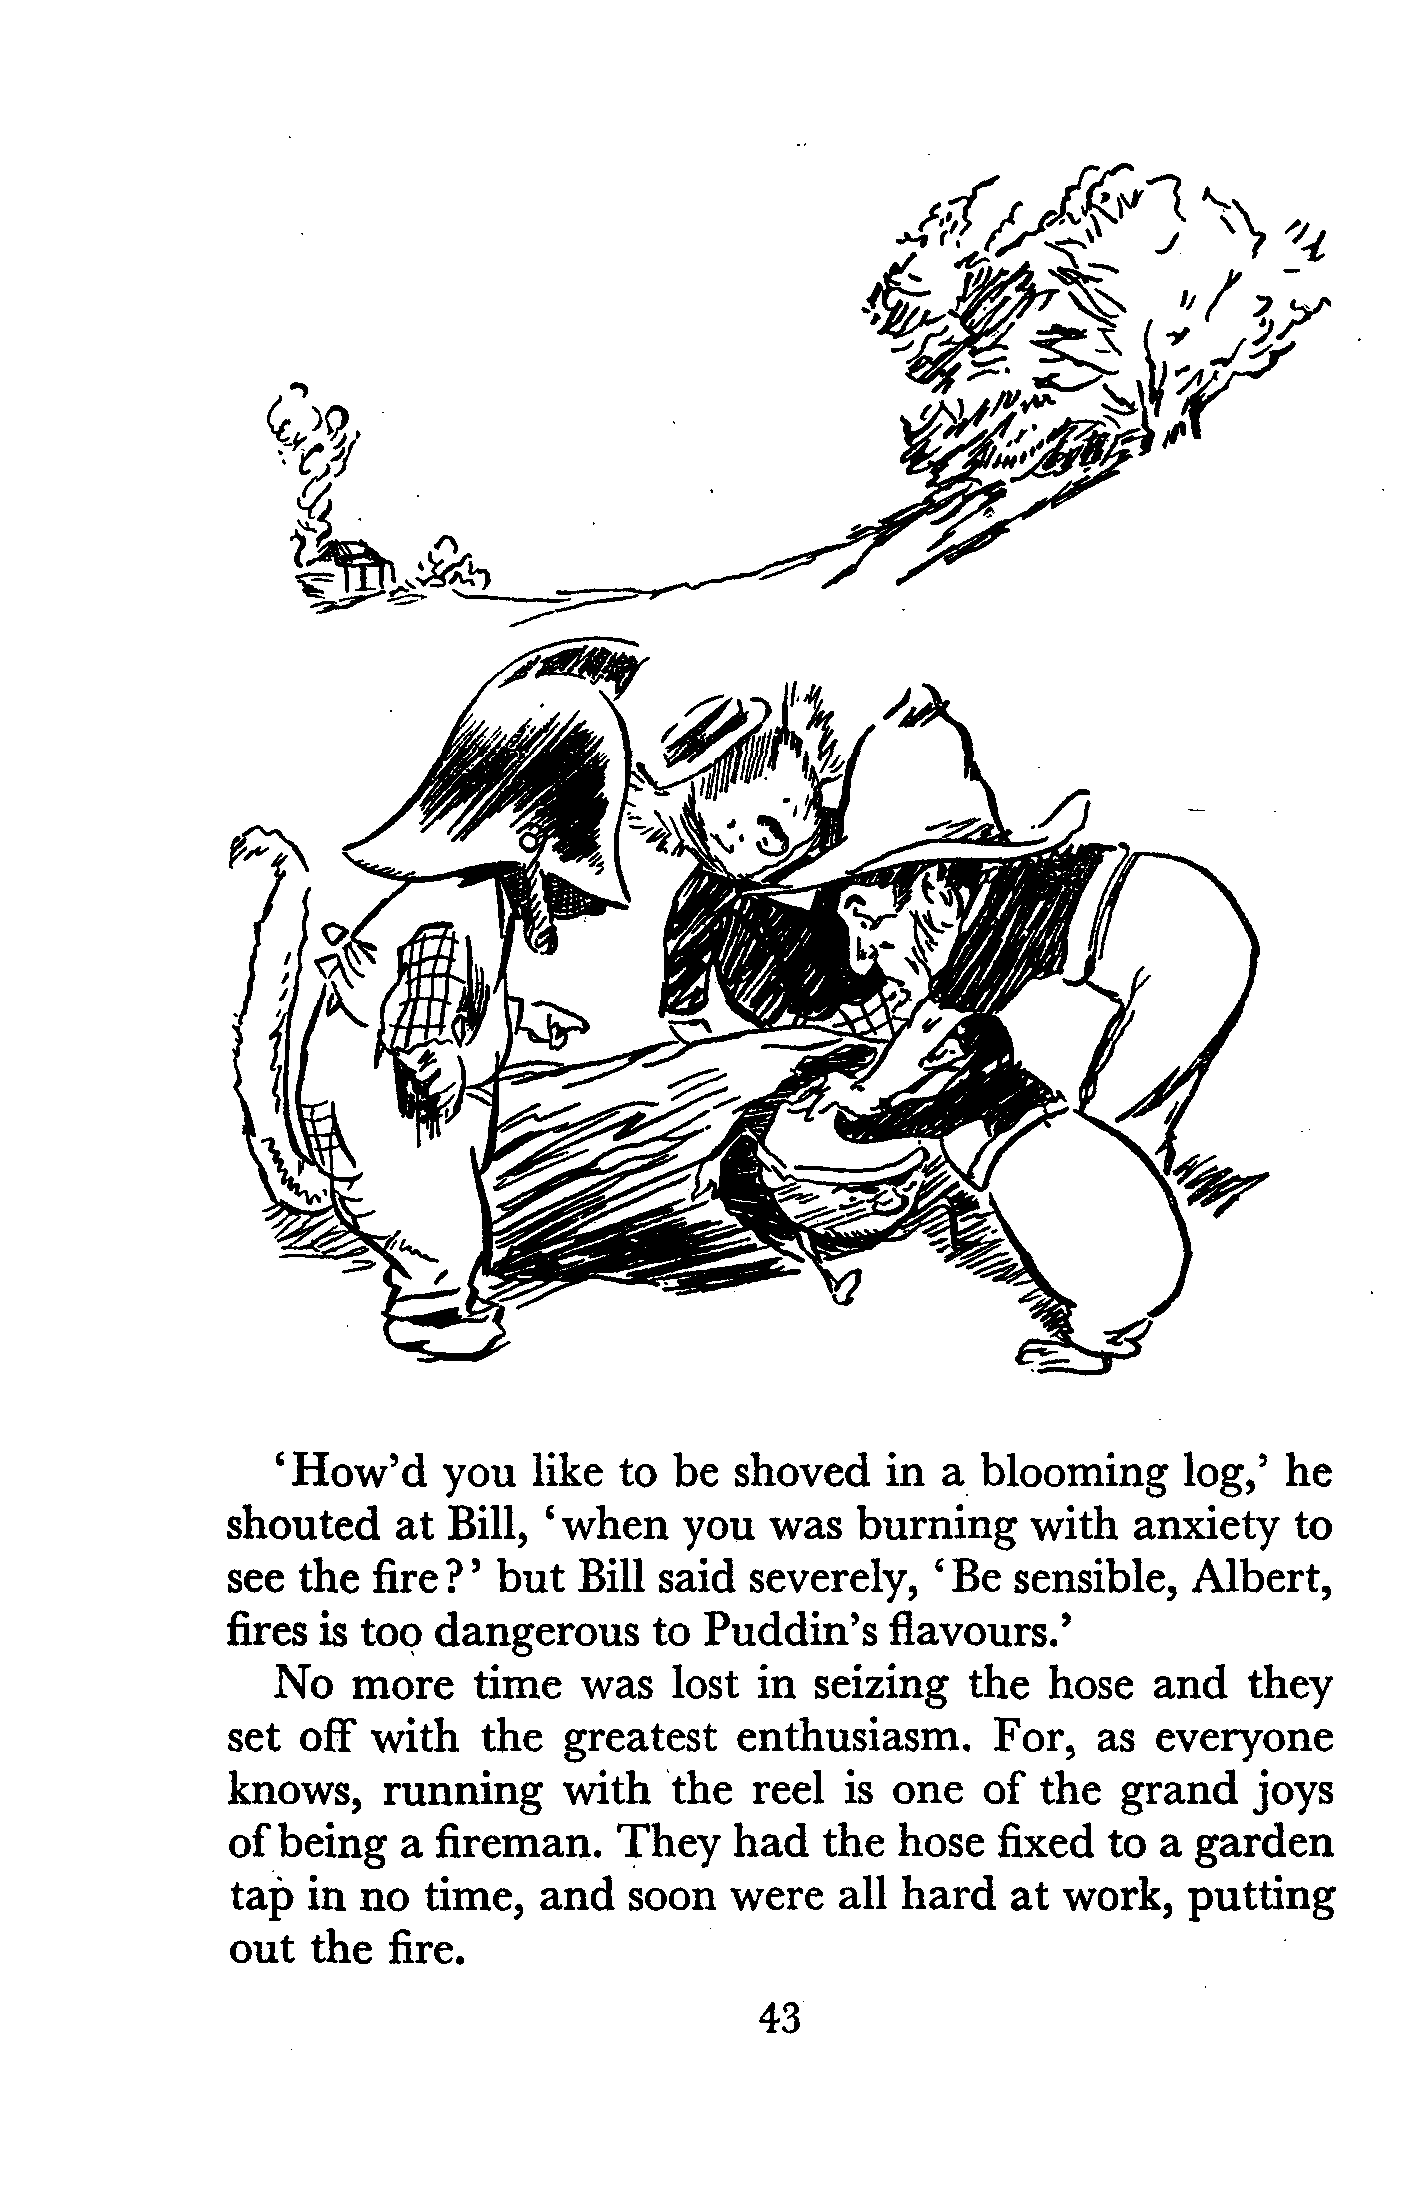 ‘How’d you like to be shoved in a blooming log,’ he
shouted at Bill, ‘when you was burning with anxiety to
see the fire?’ but Bill said severely, ‘Be sensible, Albert,
fires is too dangerous to Puddin’s flavours.’
No more time was lost in seizing the hose and they
set off with the greatest enthusiasm. For, as everyone
knows, running with the reel is one of the grand joys
of being a fireman. They had the hose fixed to a garden
tap in no time, and soon were all hard at work, putting
out the fire.
43